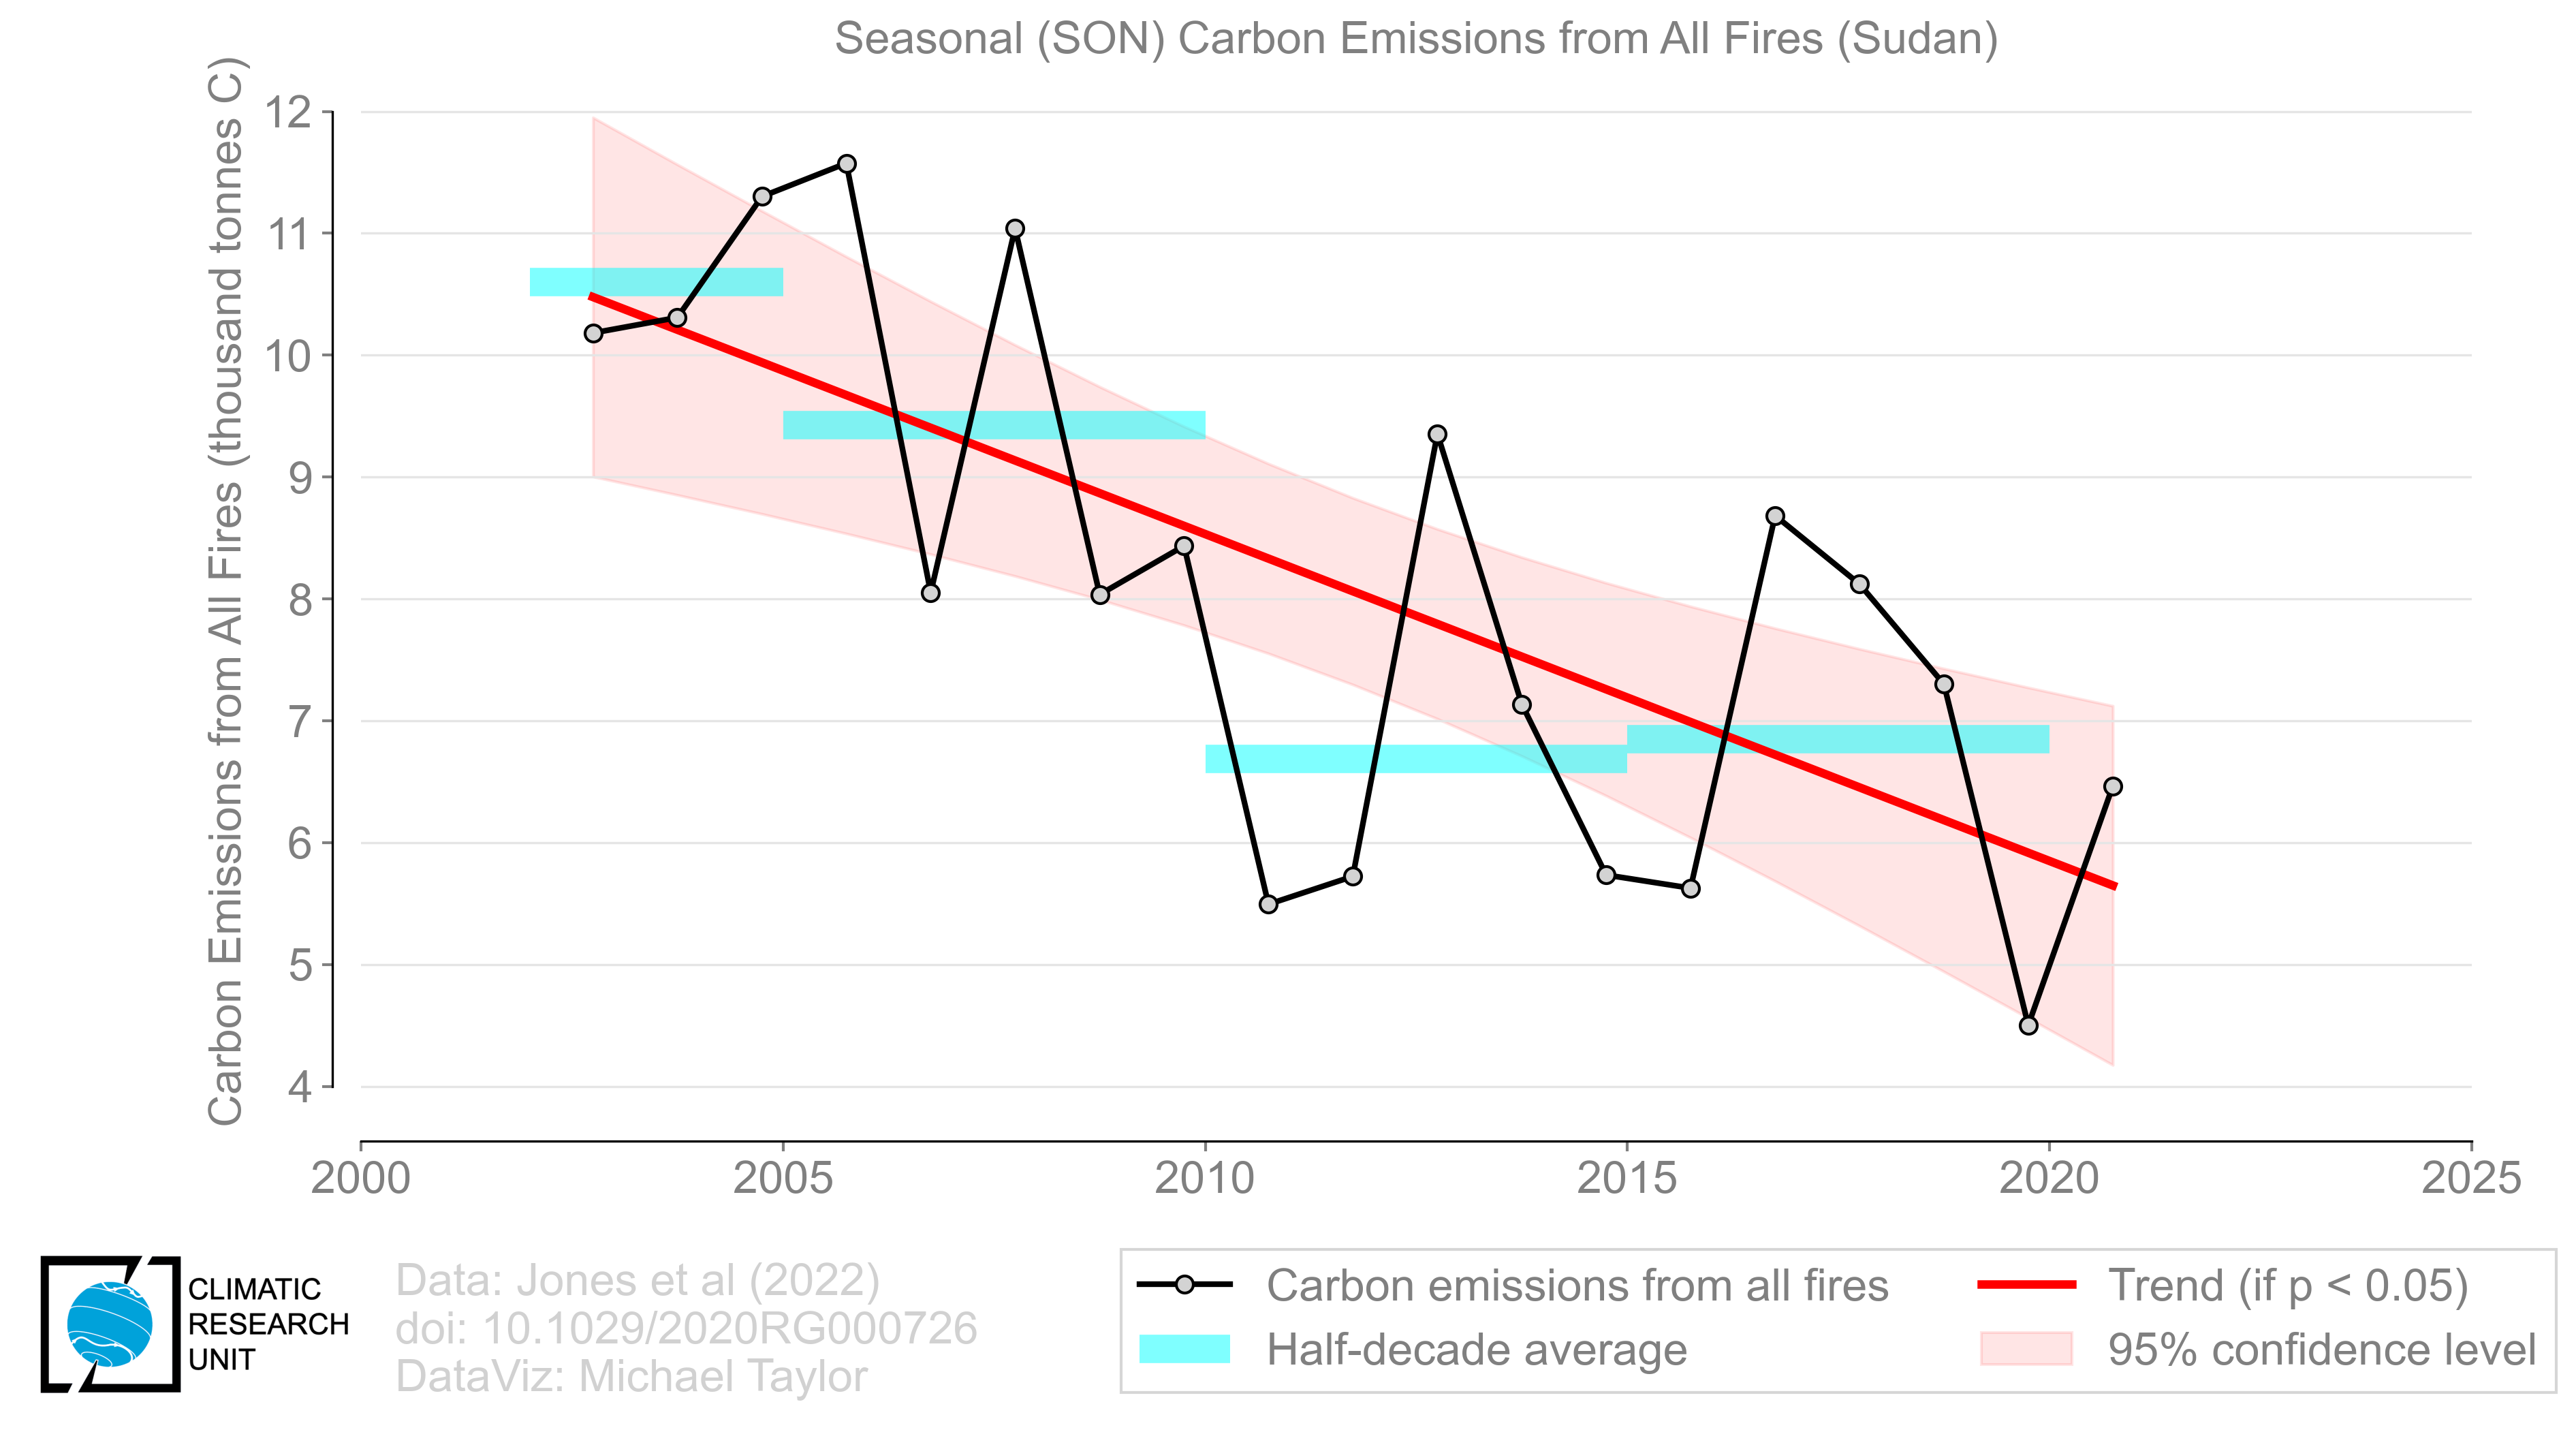 Seasonal (SON) Carbon Emissions from All Fires (Sudan)
Carbon Emissions from All Fires (thousand tonnes C)
12
11
10
9
8
7
6
5
4
2000 2005 2010 2015 2020 2025
CLIMATIC
RESEARCH
UNIT
Data: Jones et al (2022)
doi: 10.1029/2020RG000726
DataViz: Michael Taylor
Carbon emissions from all fires
Half-decade average
Trend (if p < 0.05)
95% confidence level